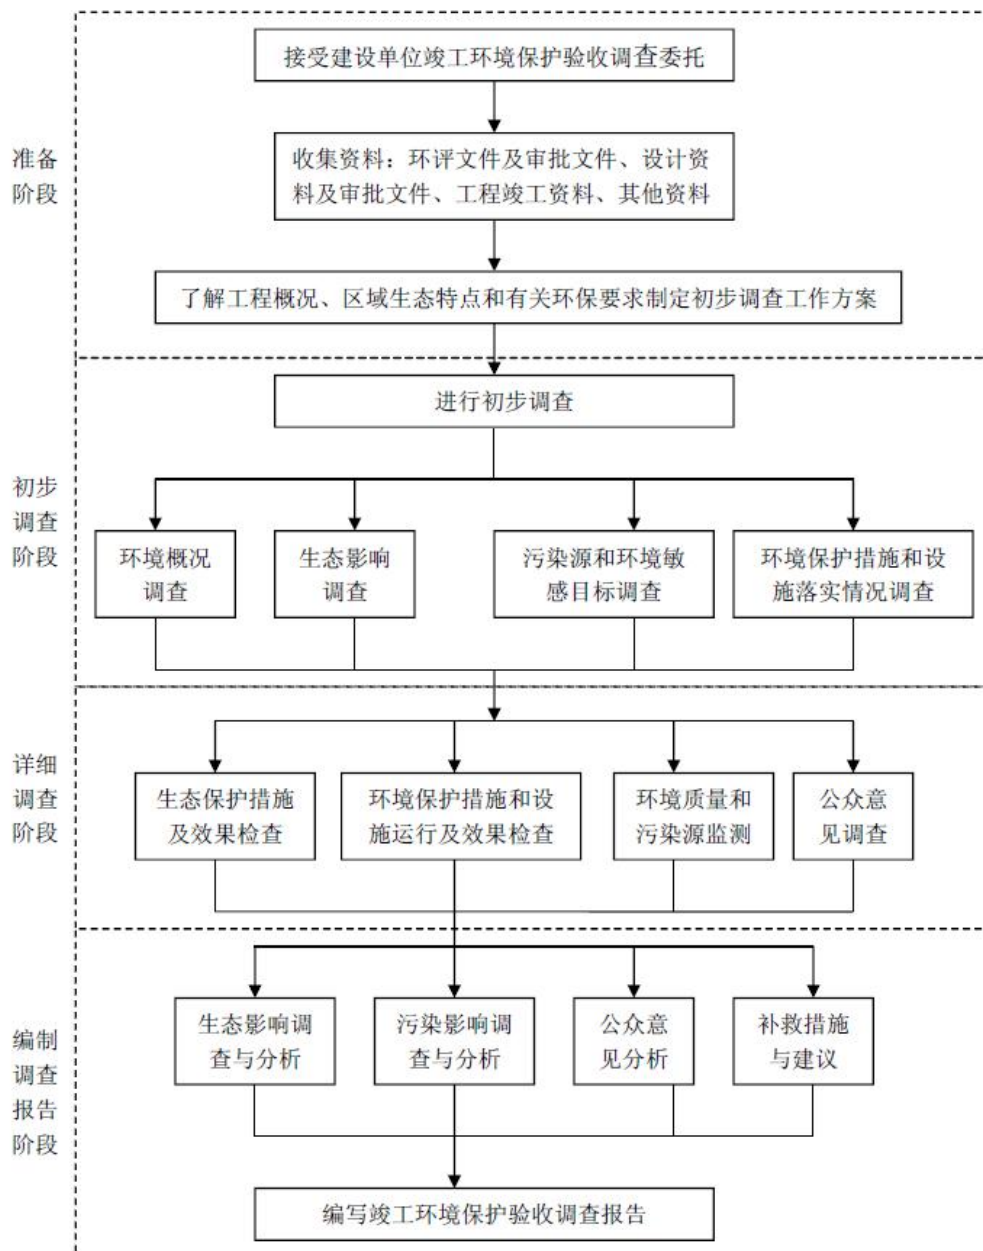 接受建设单位竣工环境保护验收调查委托
准备
阶段
收集资料：环评文件及审批文件、设计资
料及审批文件、工程竣工资料、其他资料
了解工程概况、区域生态特点和有关环保要求制定初步调查工作方案
进行初步调查
初步
调查
阶段
环境概况
调查
生态影响
调查
污染源和环境敏
感目标调查
环境保护措施和设
施落实情况调查
详细
调查
阶段
生态保护措施
及效果检查
环境保护措施和设
施运行及效果检查
环境质量和
污染源监测
公众意
见调查
编制
调查
报告
阶段
生态影响调
查与分析
污染影响调
查与分析
公众意
见分析
补救措施
与建议
编写竣工环境保护验收调查报告